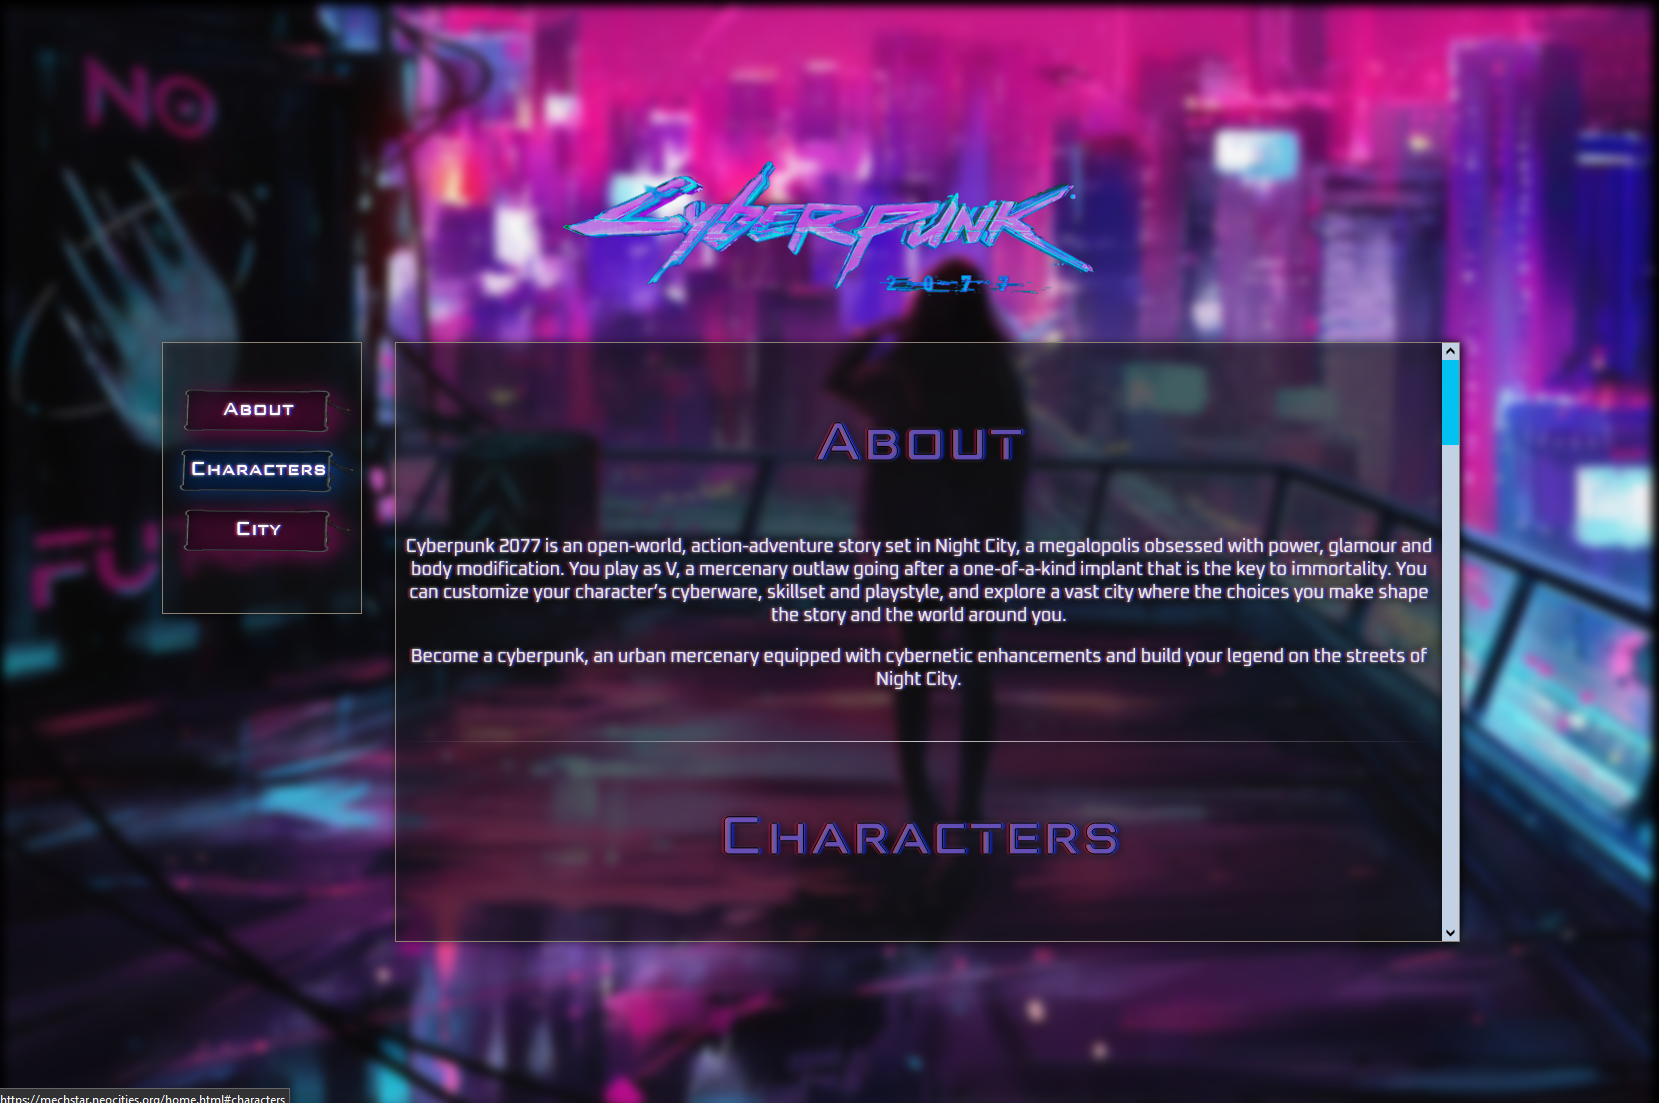 NO
CYBERPUNK
2077
ABOUT
CHARACTERS
CITY
FU
ABOUT
Cyberpunk 2077 is an open-world, action-adventure story set in Night City, a megalopolis obsessed with power, glamour and
body modification. You play as V, a mercenary outlaw going after a one-of-a-kind implant that is the key to immortality. You
can customize your character’s cyberware, skillset and playstyle, and explore a vast city where the choices you make shape
the story and the world around you.
Become a cyberpunk, an urban mercenary equipped with cybernetic enhancements and build your legend on the streets of
Night City.
CHARACTERS
https://mechstar.neocities.org/home.html#characters